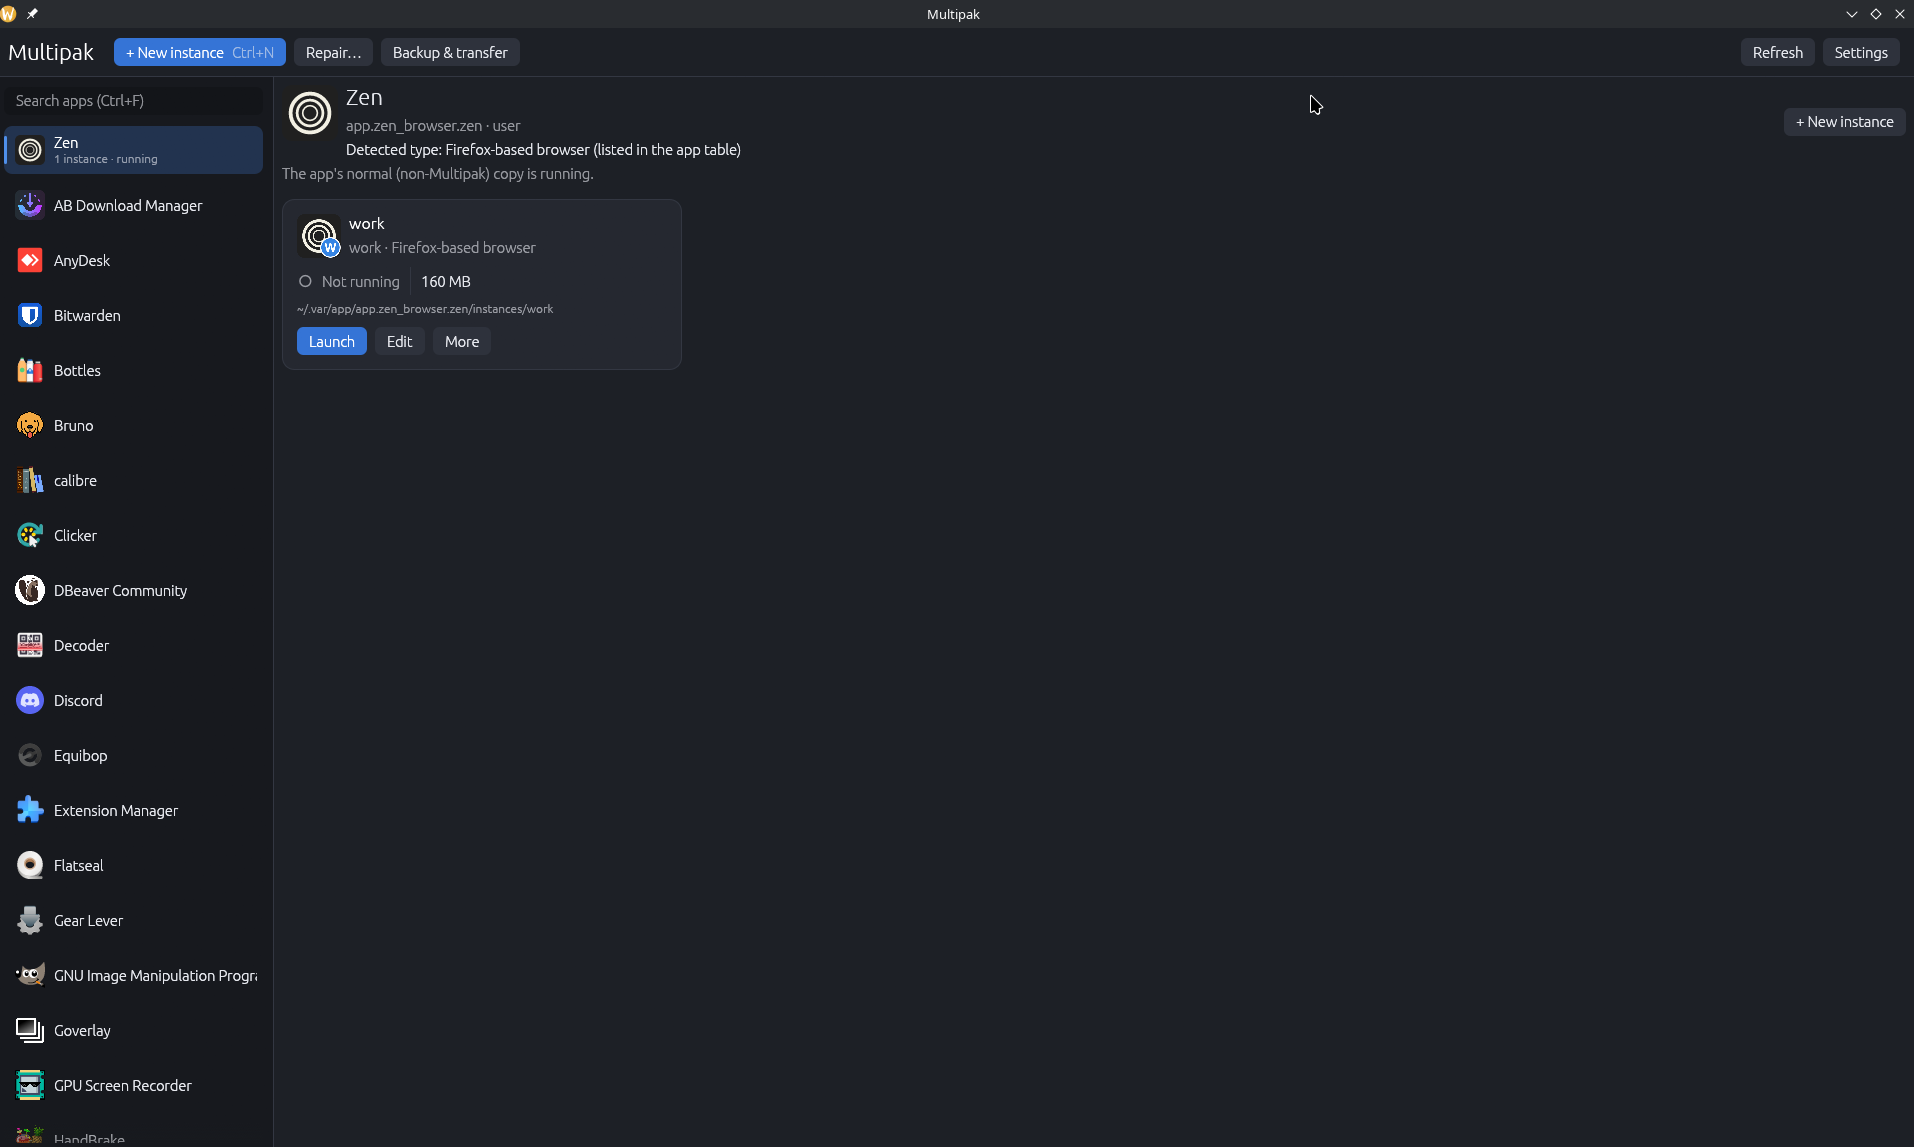 Multipak
Multipak
+ New instance Ctrl+N
Repair...
Backup & transfer
Refresh
Settings
Search apps (Ctrl+F)
Zen
1 instance · running
AB Download Manager
AnyDesk
Bitwarden
Bottles
Bruno
calibre
Clicker
DBeaver Community
Decoder
Discord
Equibop
Extension Manager
Flatseal
Gear Lever
GNU Image Manipulation Progra
Goverlay
GPU Screen Recorder
HandBrake
Zen
app.zen_browser.zen · user
Detected type: Firefox-based browser (listed in the app table)
The app's normal (non-Multipak) copy is running.
+ New instance
W
work
work · Firefox-based browser
Not running
160 MB
~/.var/app/app.zen_browser.zen/instances/work
Launch
Edit
More